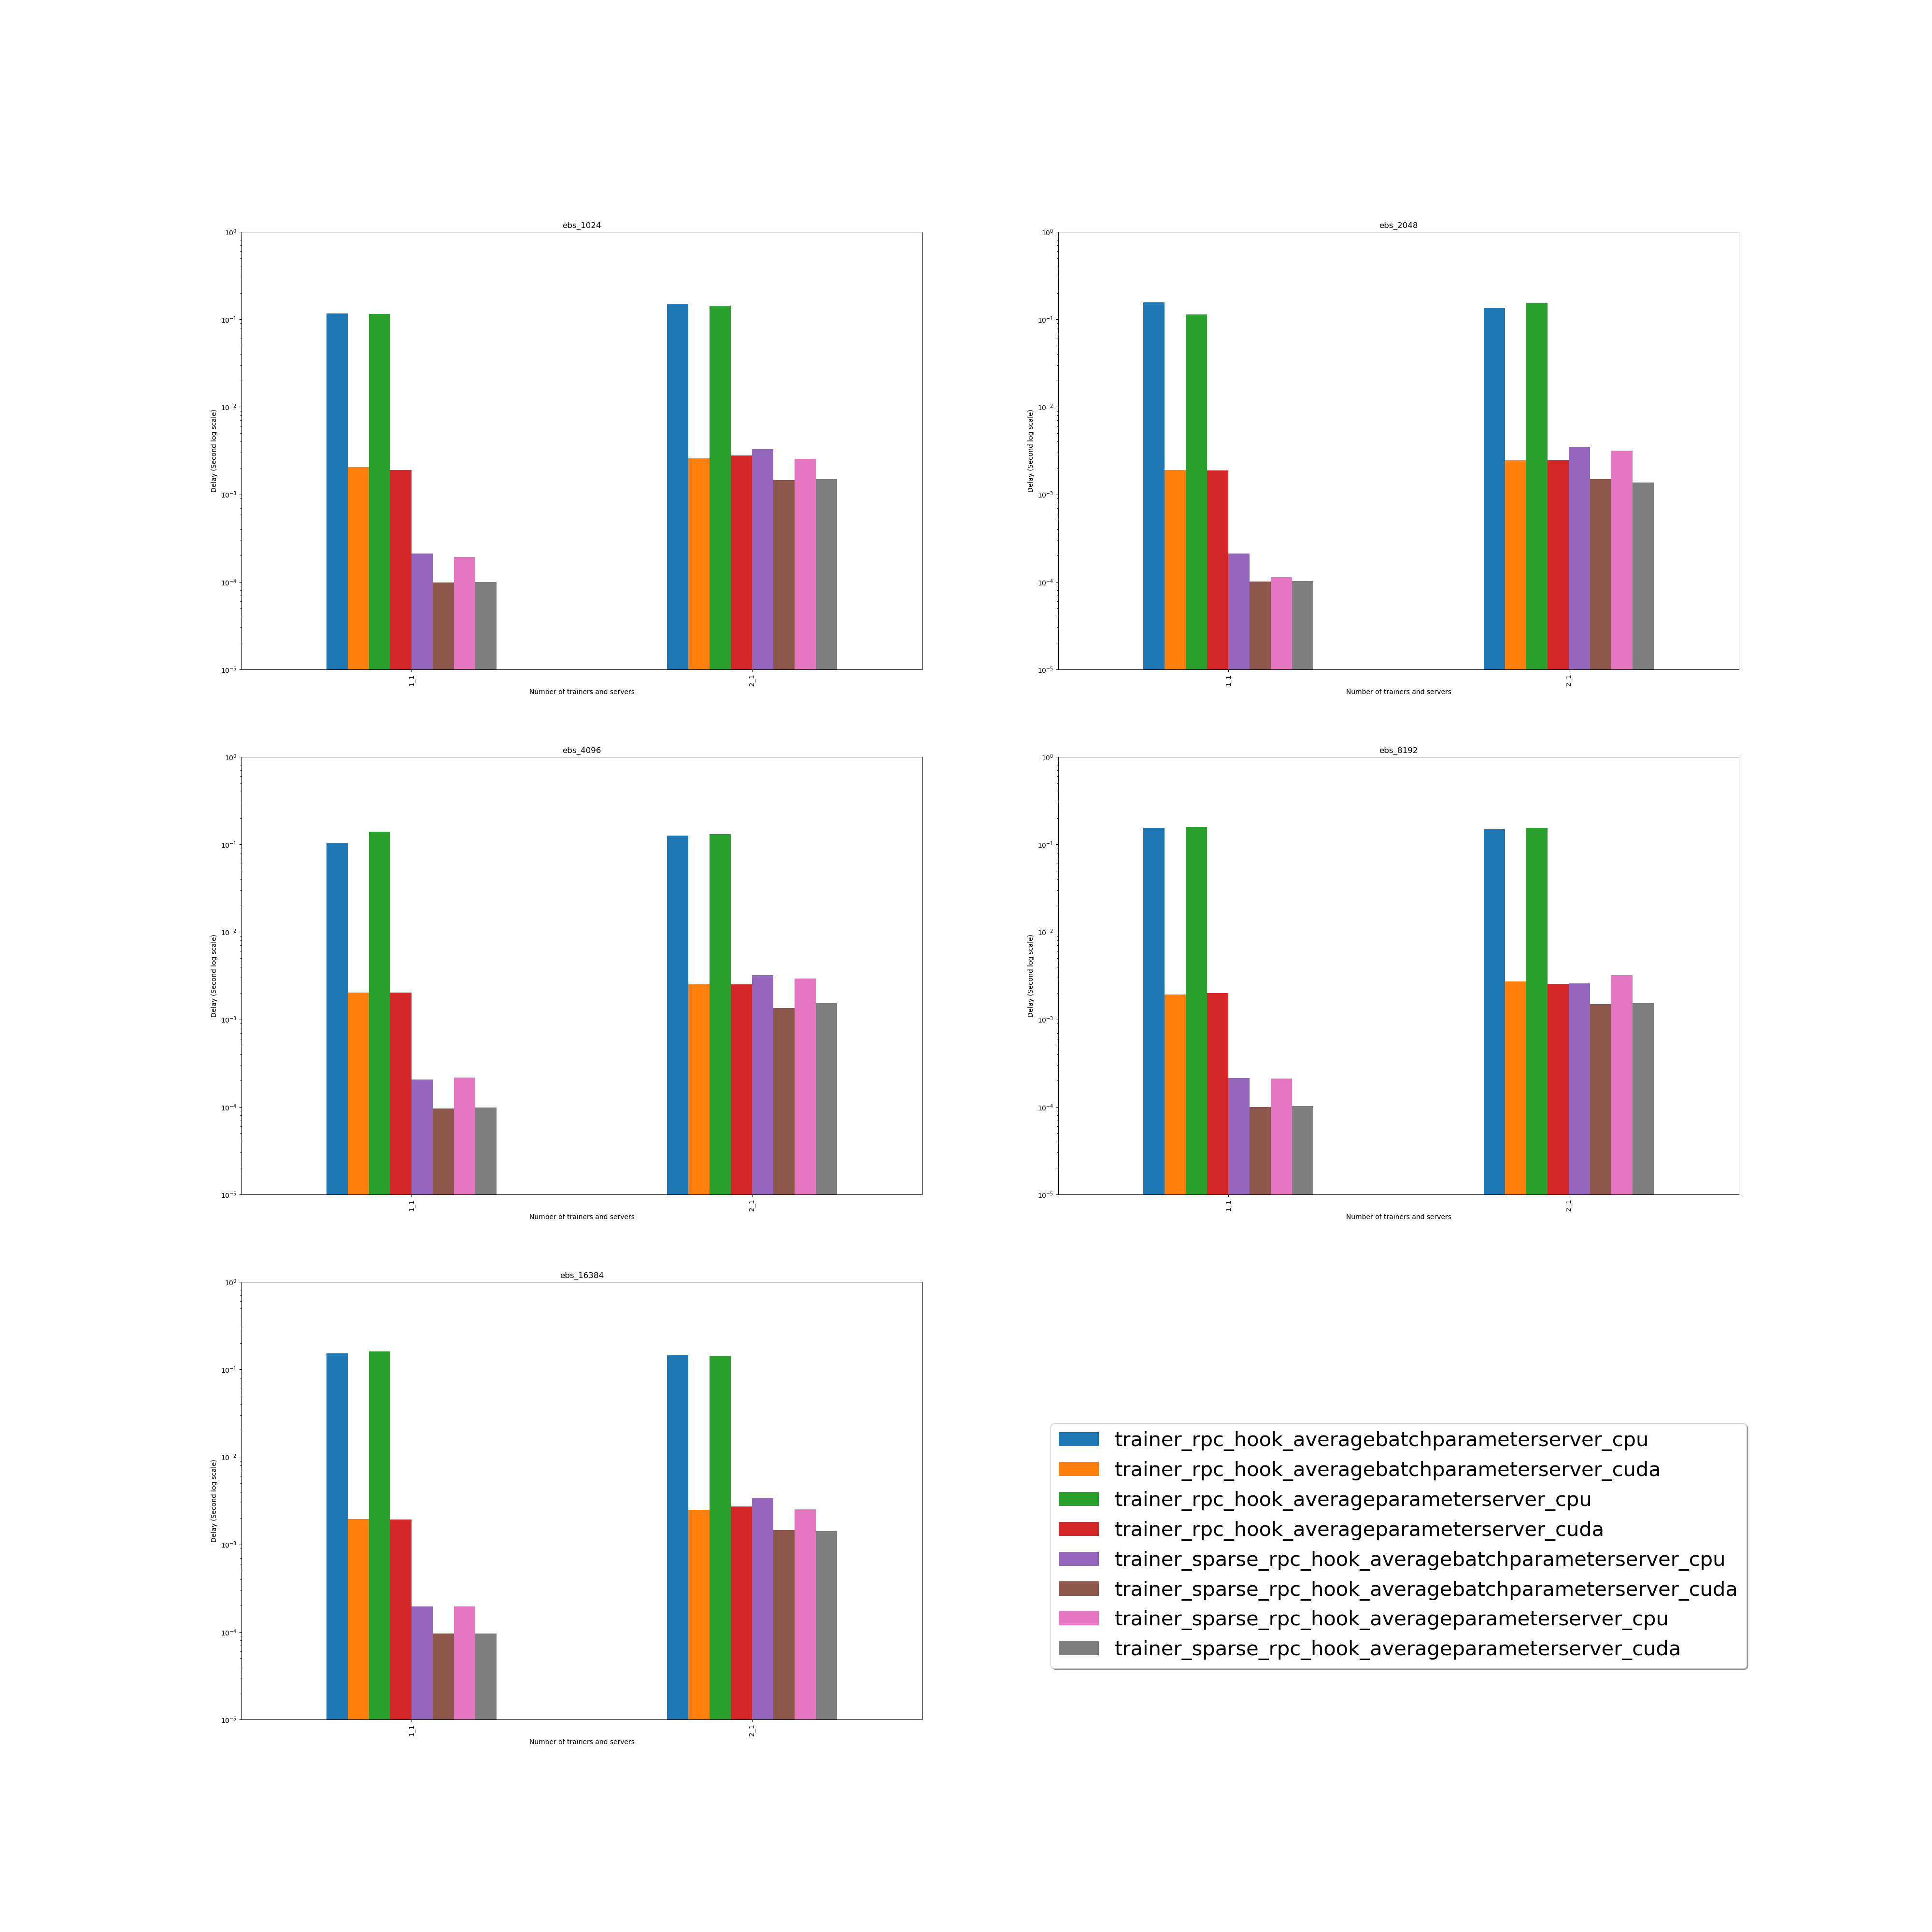 ebs_1024
10⁰
10⁻¹
10⁻²
10⁻³
10⁻⁴
10⁻⁵
Delay (Second log scale)
1_1
2_1
Number of trainers and servers
ebs_2048
10⁰
10⁻¹
10⁻²
10⁻³
10⁻⁴
10⁻⁵
Delay (Second log scale)
1_1
2_1
Number of trainers and servers
ebs_4096
10⁰
10⁻¹
10⁻²
10⁻³
10⁻⁴
10⁻⁵
Delay (Second log scale)
1_1
2_1
Number of trainers and servers
ebs_8192
10⁰
10⁻¹
10⁻²
10⁻³
10⁻⁴
10⁻⁵
Delay (Second log scale)
1_1
2_1
Number of trainers and servers
ebs_16384
10⁰
10⁻¹
10⁻²
10⁻³
10⁻⁴
10⁻⁵
Delay (Second log scale)
1_1
2_1
Number of trainers and servers
trainer_rpc_hook_averagebatchparameterserver_cpu
trainer_rpc_hook_averagebatchparameterserver_cuda
trainer_rpc_hook_averageparameterserver_cpu
trainer_rpc_hook_averageparameterserver_cuda
trainer_sparse_rpc_hook_averagebatchparameterserver_cpu
trainer_sparse_rpc_hook_averagebatchparameterserver_cuda
trainer_sparse_rpc_hook_averageparameterserver_cpu
trainer_sparse_rpc_hook_averageparameterserver_cuda